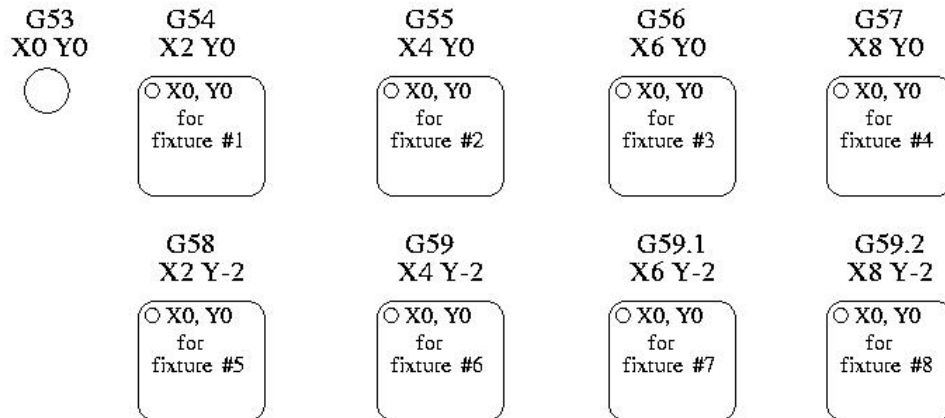 G53 G54 G55 G56 G57
X0 Y0 X2 Y0 X4 Y0 X6 Y0 X8 Y0
X0, Y0 X0, Y0 X0, Y0 X0, Y0
for for for for
fixture #1 fixture #2 fixture #3 fixture #4
G58 G59 G59.1 G59.2
X2 Y-2 X4 Y-2 X6 Y-2 X8 Y-2
X0, Y0 X0, Y0 X0, Y0 X0, Y0
for for for for
fixture #5 fixture #6 fixture #7 fixture #8